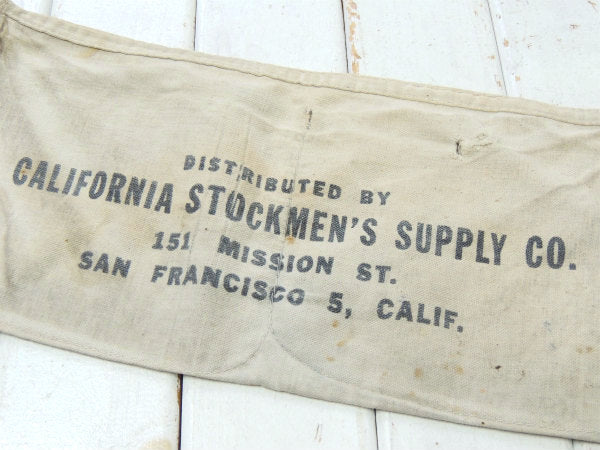 DISTRIBUTED BY
CALIFORNIA STOCKMEN'S SUPPLY CO.
151 MISSION ST.
SAN FRANCISCO 5, CALIF.